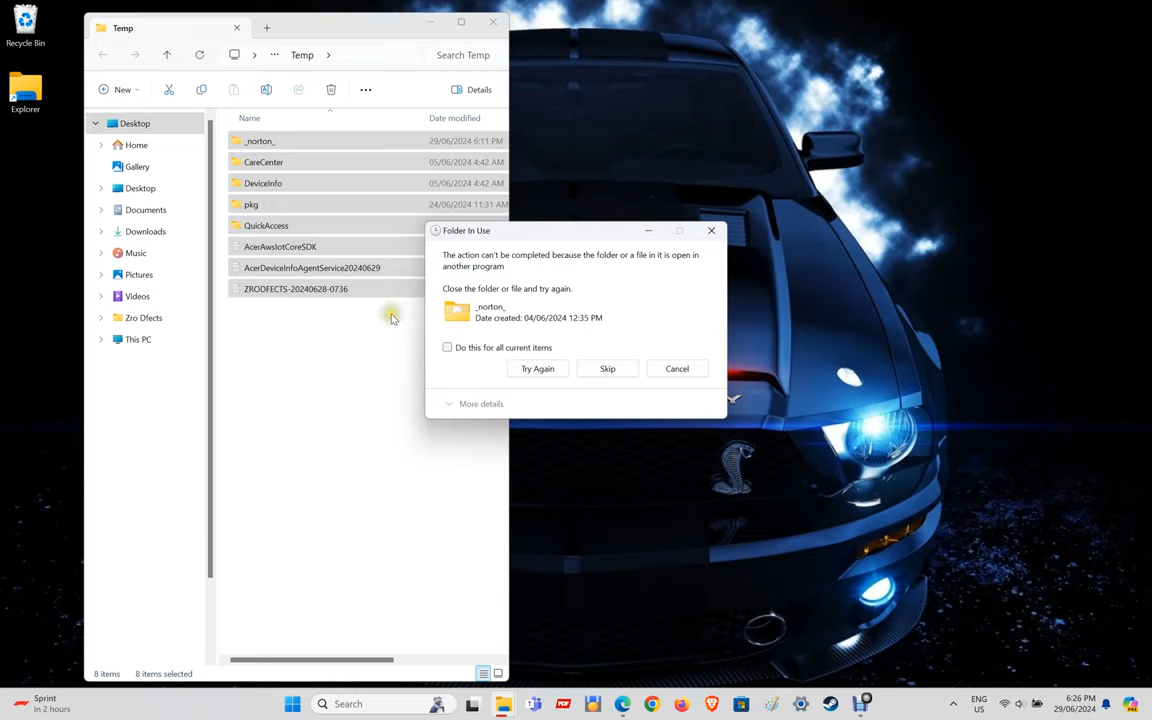 Recycle Bin
Explorer
Temp
Temp
Search Temp
New
Details
Name
Date modified
Desktop
Home
Gallery
Desktop
Documents
Downloads
Music
Pictures
Videos
Zro Dfects
This PC
_norton_
29/06/2024 6:11 PM
CareCenter
05/06/2024 4:42 AM
DeviceInfo
05/06/2024 4:42 AM
pkg
24/06/2024 11:31 AM
QuickAccess
AcerAwsIotCoreSDK
AcerDeviceInfoAgentService20240629
ZRODFECTS-20240628-0736
Folder In Use
The action can't be completed because the folder or a file in it is open in
another program
Close the folder or file and try again.
_norton_
Date created: 04/06/2024 12:35 PM
Do this for all current items
Try Again
Skip
Cancel
More details
8 items
8 items selected
Sprint
In 2 hours
Search
PDF
ENG
US
6:26 PM
29/06/2024
PRE